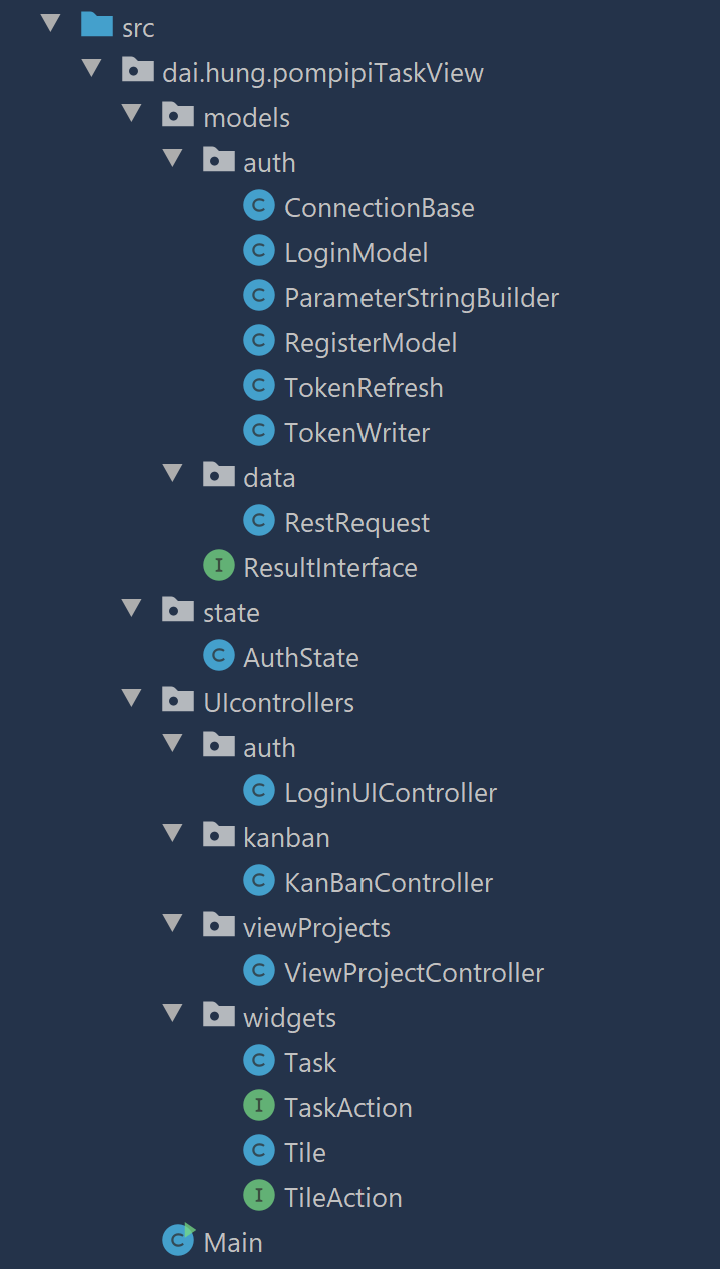 src
dai.hung.pompipiTaskView
models
auth
C ConnectionBase
C LoginModel
C ParameterStringBuilder
C RegisterModel
C TokenRefresh
C TokenWriter
data
C RestRequest
I ResultInterface
state
C AuthState
UIcontrollers
auth
C LoginUIController
kanban
C KanBanController
viewProjects
C ViewProjectController
widgets
C Task
I TaskAction
C Tile
I TileAction
C Main